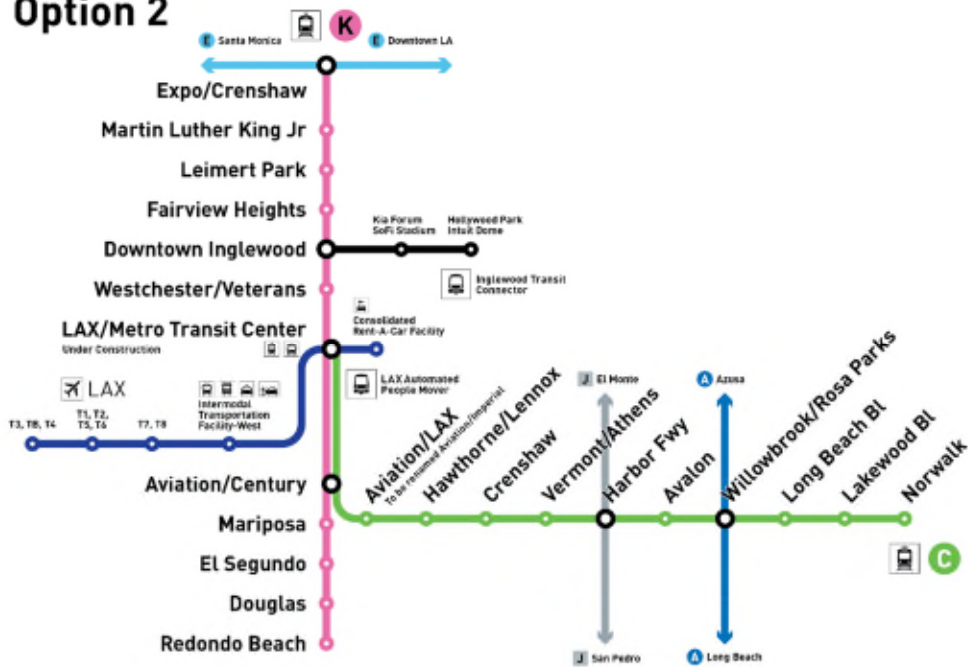 Option 2
K
E Santa Monica
E Downtown LA
Expo/Crenshaw
Martin Luther King Jr
Leimert Park
Fairview Heights
Downtown Inglewood
Kia Forum
SoFi Stadium
Hollywood Park
Intuit Dome
Inglewood Transit
Connector
Westchester/Veterans
LAX/Metro Transit Center
Under Construction
Consolidated
Rent-A-Car Facility
LAX Automated
People Mover
LAX
T3, TB, T4
T1, T2,
T5, T6
T7, T8
Intermodal
Transportation
Facility-West
Aviation/Century
Mariposa
El Segundo
Douglas
Redondo Beach
Aviation/LAX
To be renamed Aviation/Imperial
Hawthorne/Lennox
Crenshaw
Vermont/Athens
Harbor Fwy
Avalon
Willowbrook/Rosa Parks
Long Beach Bl
Lakewood Bl
Norwalk
J El Monte
A Azusa
C
J San Pedro
A Long Beach